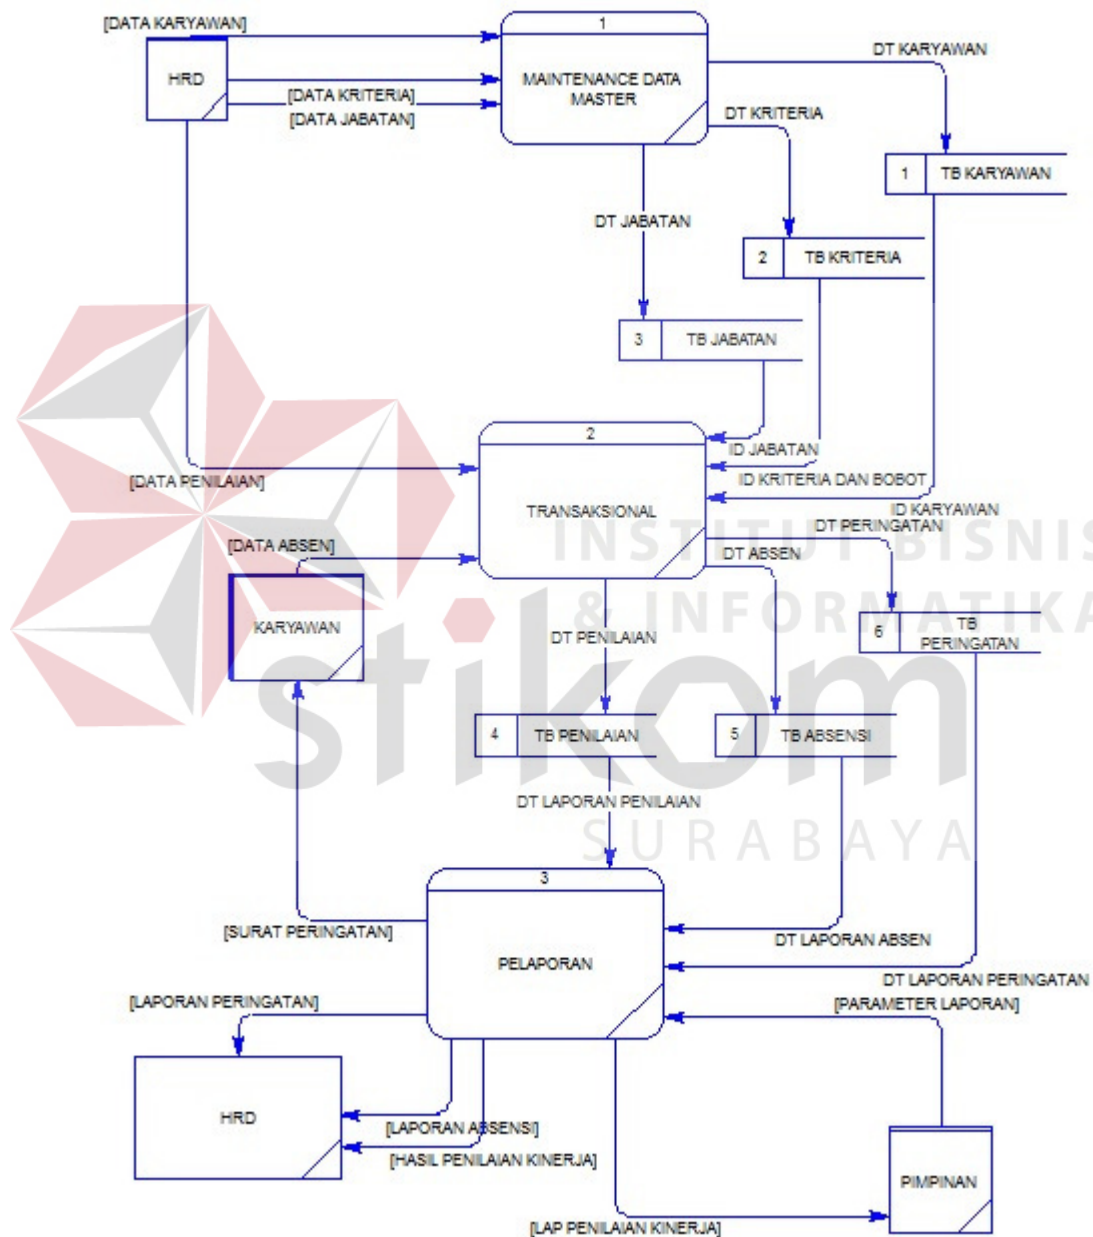 [DATA KARYAWAN]
1
DT KARYAWAN
HRD
MAINTENANCE DATA
MASTER
[DATA KRITERIA]
[DATA JABATAN]
DT KRITERIA
1
TB KARYAWAN
DT JABATAN
2
TB KRITERIA
3
TB JABATAN
2
ID JABATAN
[DATA PENILAIAN]
ID KRITERIA DAN BOBOT
TRANSAKSIONAL
ID KARYAWAN
DT PERINGATAN
[DATA ABSEN]
DT ABSEN
INSTITUT BISNIS
& INFORMATIKA
KARYAWAN
DT PENILAIAN
6
TB
PERINGATAN
stikom
4
TB PENILAIAN
5
TB ABSENSI
DT LAPORAN PENILAIAN
SURABAYA
3
[SURAT PERINGATAN]
DT LAPORAN ABSEN
PELAPORAN
DT LAPORAN PERINGATAN
[LAPORAN PERINGATAN]
[PARAMETER LAPORAN]
HRD
[LAPORAN ABSENSI]
[HASIL PENILAIAN KINERJA]
PIMPINAN
[LAP PENILAIAN KINERJA]